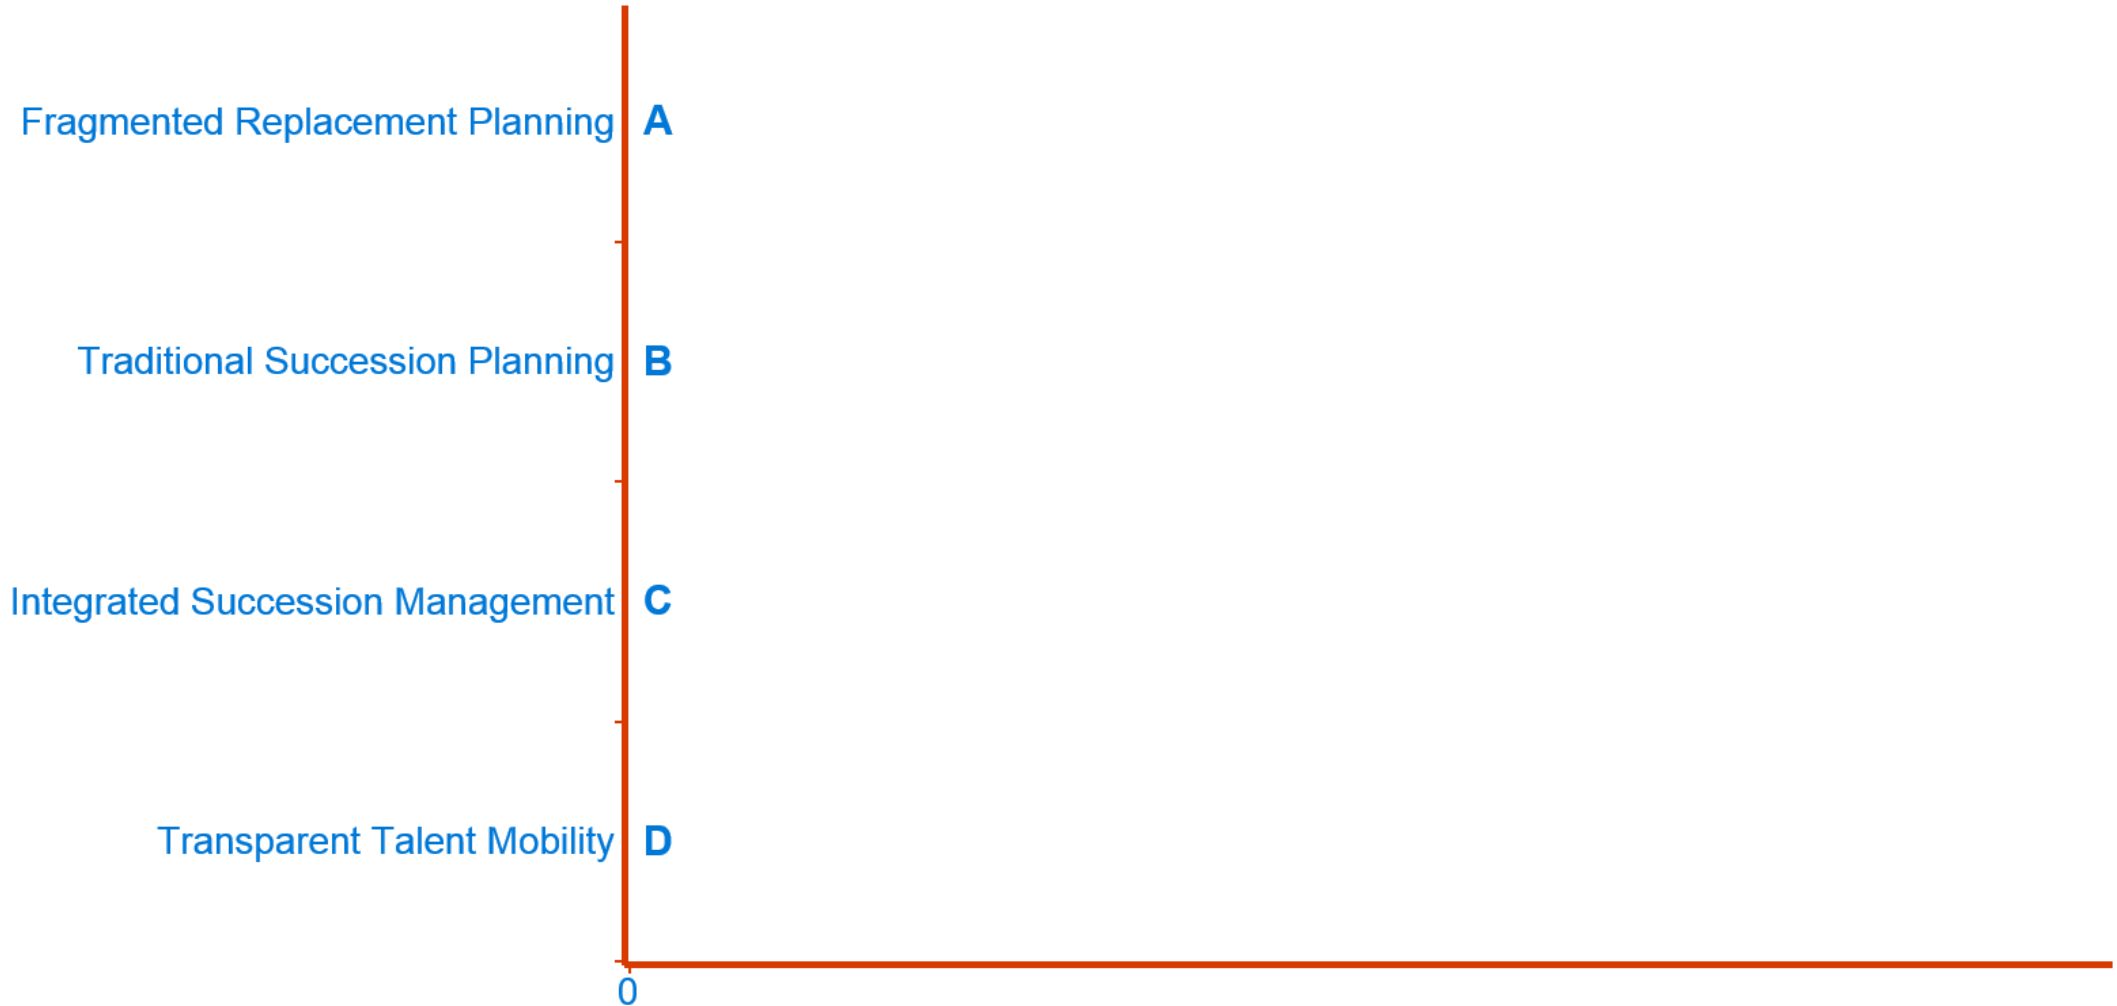 Fragmented Replacement Planning A
Traditional Succession Planning B
Integrated Succession Management C
Transparent Talent Mobility D
0